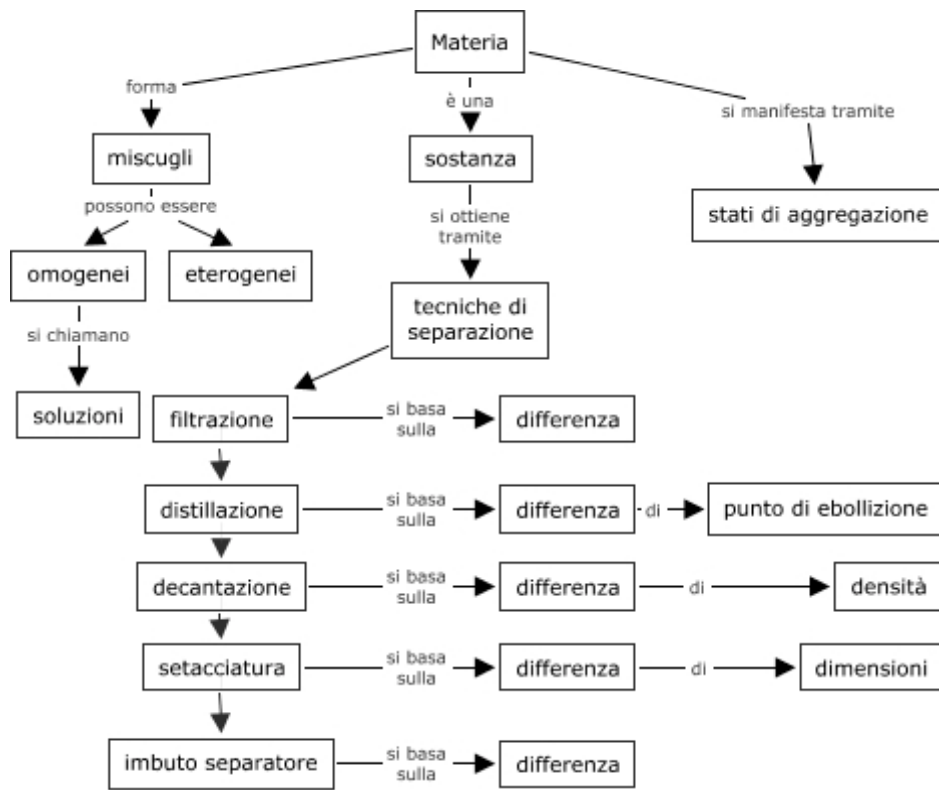 Materia
forma
è una
si manifesta tramite
miscugli
sostanza
stati di aggregazione
possono essere
si ottiene
tramite
omogenei
eterogenei
tecniche di
separazione
si chiamano
soluzioni
filtrazione
si basa
sulla
differenza
distillazione
si basa
sulla
differenza
di
punto di ebollizione
decantazione
si basa
sulla
differenza
di
densità
setacciatura
si basa
sulla
differenza
di
dimensioni
imbuto separatore
si basa
sulla
differenza